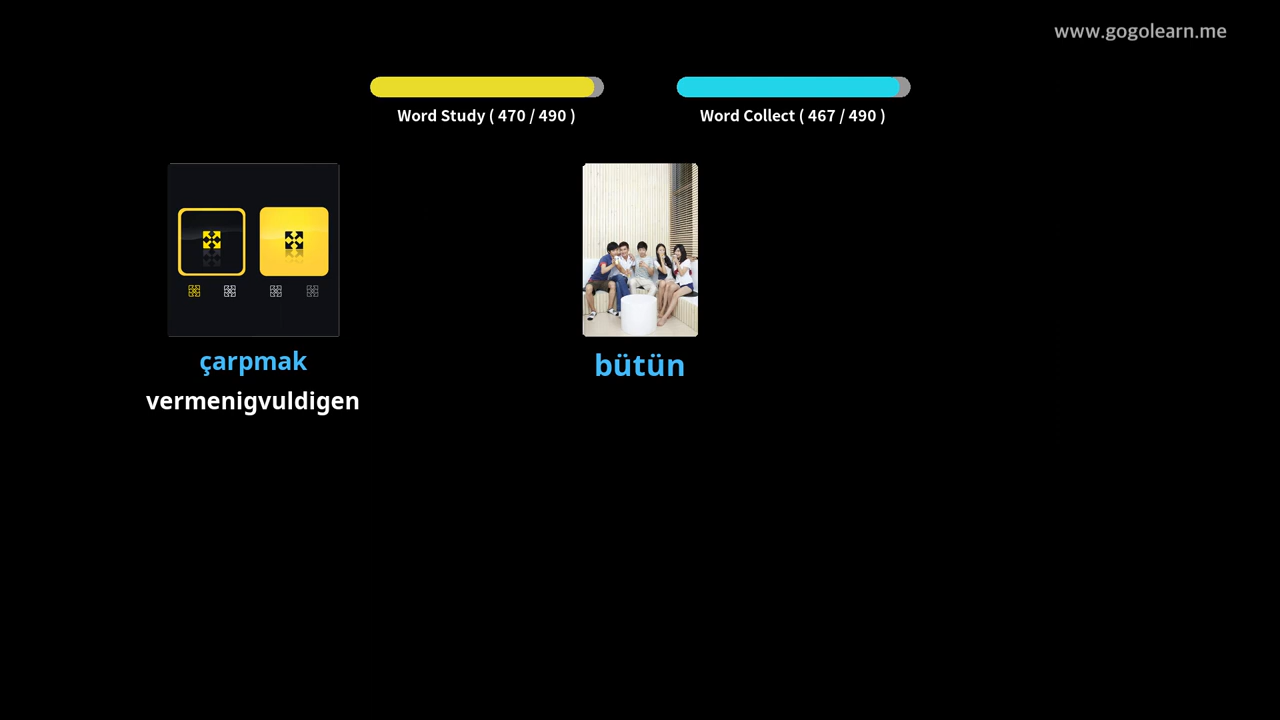 www.gogolearn.me
Word Study ( 470 / 490 )
Word Collect ( 467 / 490 )
çarpmak
vermenigvuldigen
bütün